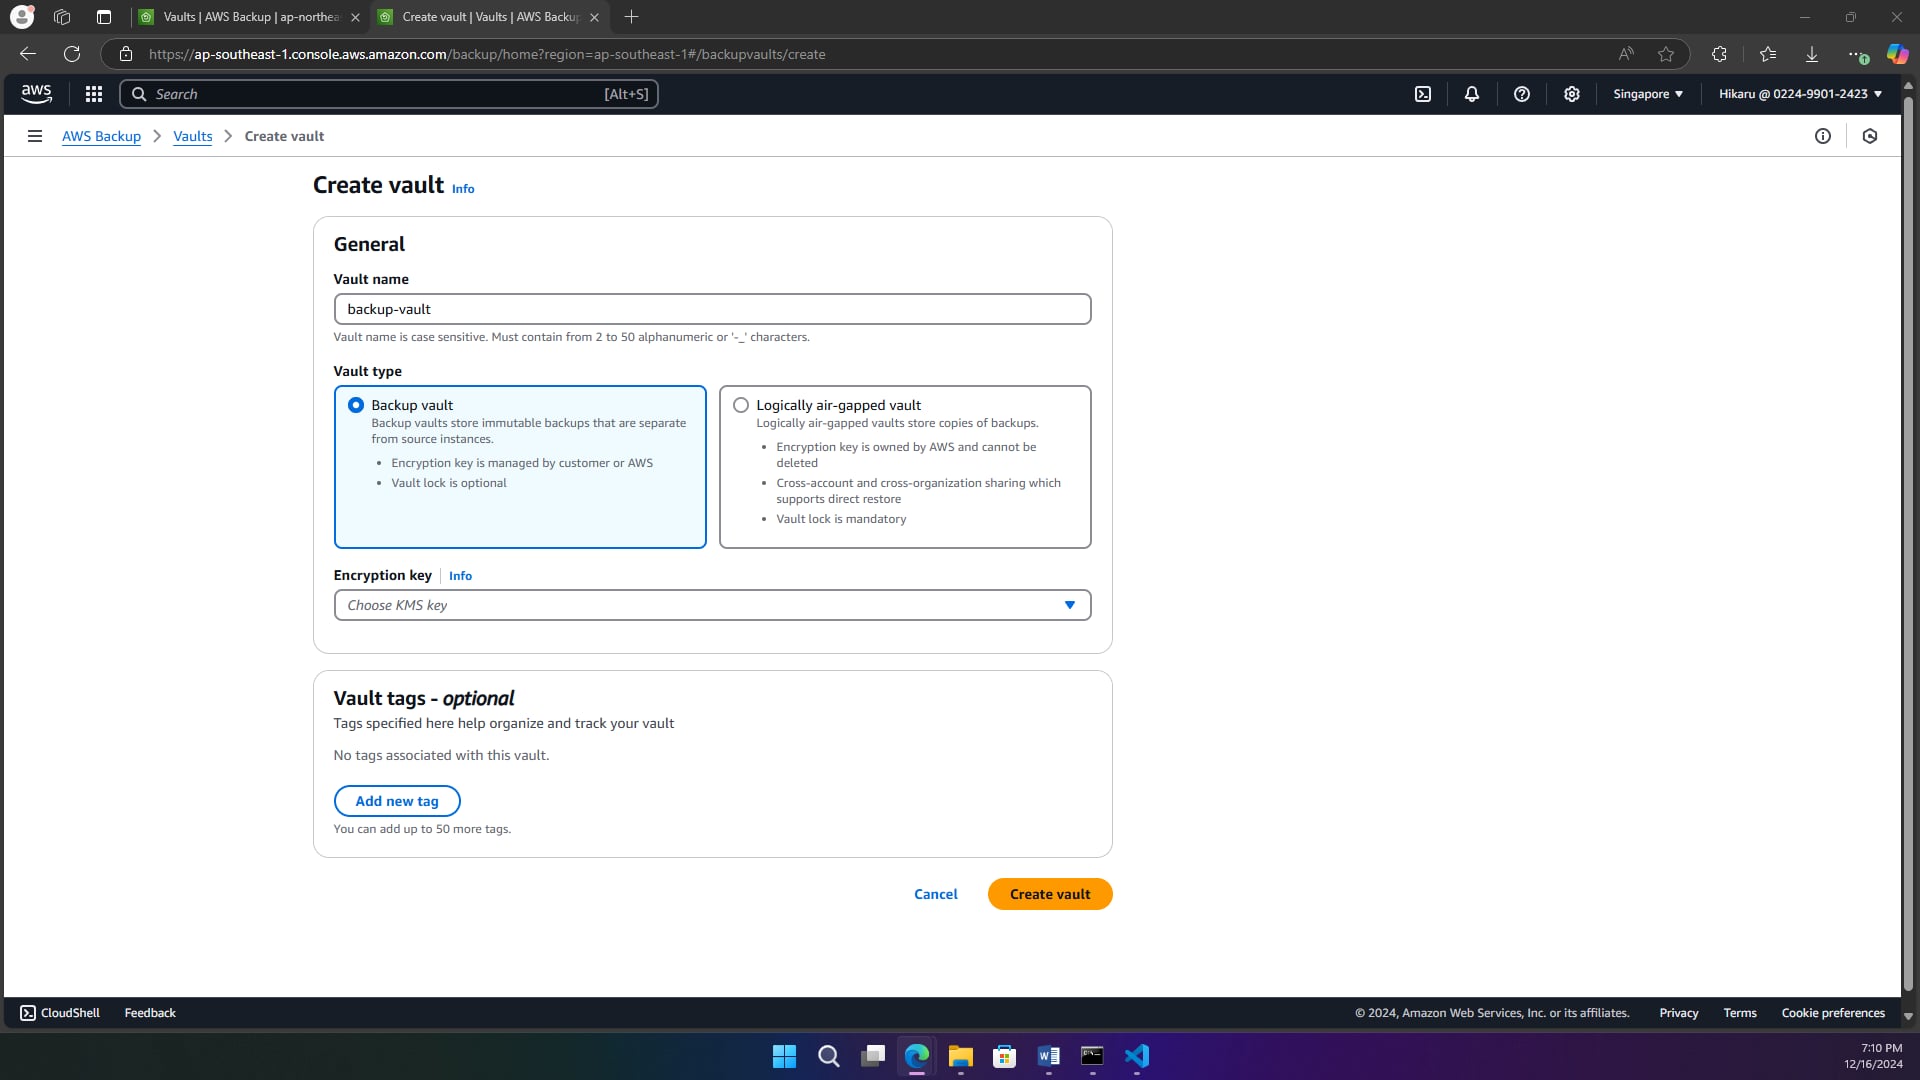 Vaults | AWS Backup | ap-northea
Create vault | Vaults | AWS Backup
https://ap-southeast-1.console.aws.amazon.com/backup/home?region=ap-southeast-1#/backupvaults/create
aws
Search
[Alt+S]
Singapore
Hikaru @ 0224-9901-2423
AWS Backup
Vaults
Create vault
Create vault
Info
General
Vault name
backup-vault
Vault name is case sensitive. Must contain from 2 to 50 alphanumeric or '-_' characters.
Vault type
Backup vault
Backup vaults store immutable backups that are separate
from source instances.
• Encryption key is managed by customer or AWS
• Vault lock is optional
Logically air-gapped vault
Logically air-gapped vaults store copies of backups.
• Encryption key is owned by AWS and cannot be
deleted
• Cross-account and cross-organization sharing which
supports direct restore
• Vault lock is mandatory
Encryption key
Info
Choose KMS key
Vault tags - optional
Tags specified here help organize and track your vault
No tags associated with this vault.
Add new tag
You can add up to 50 more tags.
Cancel
Create vault
CloudShell
Feedback
© 2024, Amazon Web Services, Inc. or its affiliates.
Privacy
Terms
Cookie preferences
7:10 PM
12/16/2024